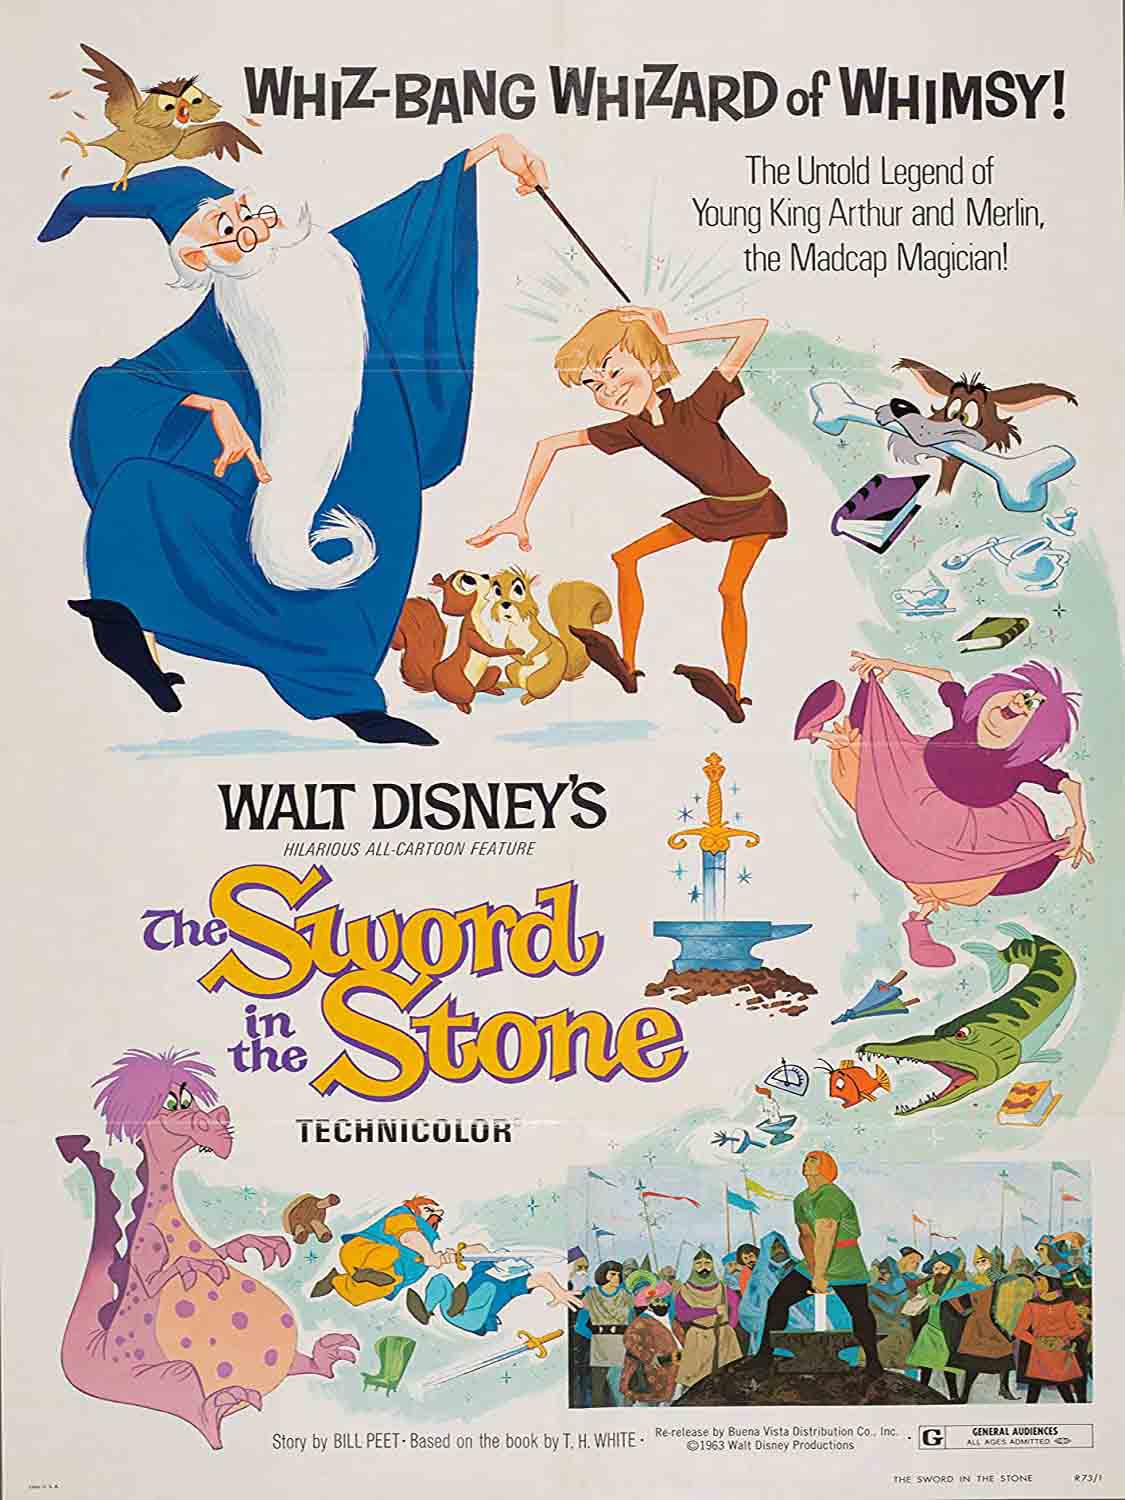 WHIZ-BANG WHIZARD of WHIMSY!
The Untold Legend of
Young King Arthur and Merlin,
the Madcap Magician!
WALT DISNEY'S
HILARIOUS ALL-CARTOON FEATURE
The Sword
in the Stone
TECHNICOLOR®
Story by BILL PEET · Based on the book by T. H. WHITE ·
Re-release by Buena Vista Distribution Co., Inc. ·
©1963 Walt Disney Productions
G GENERAL AUDIENCES
ALL AGES ADMITTED
THE SWORD IN THE STONE R73/1